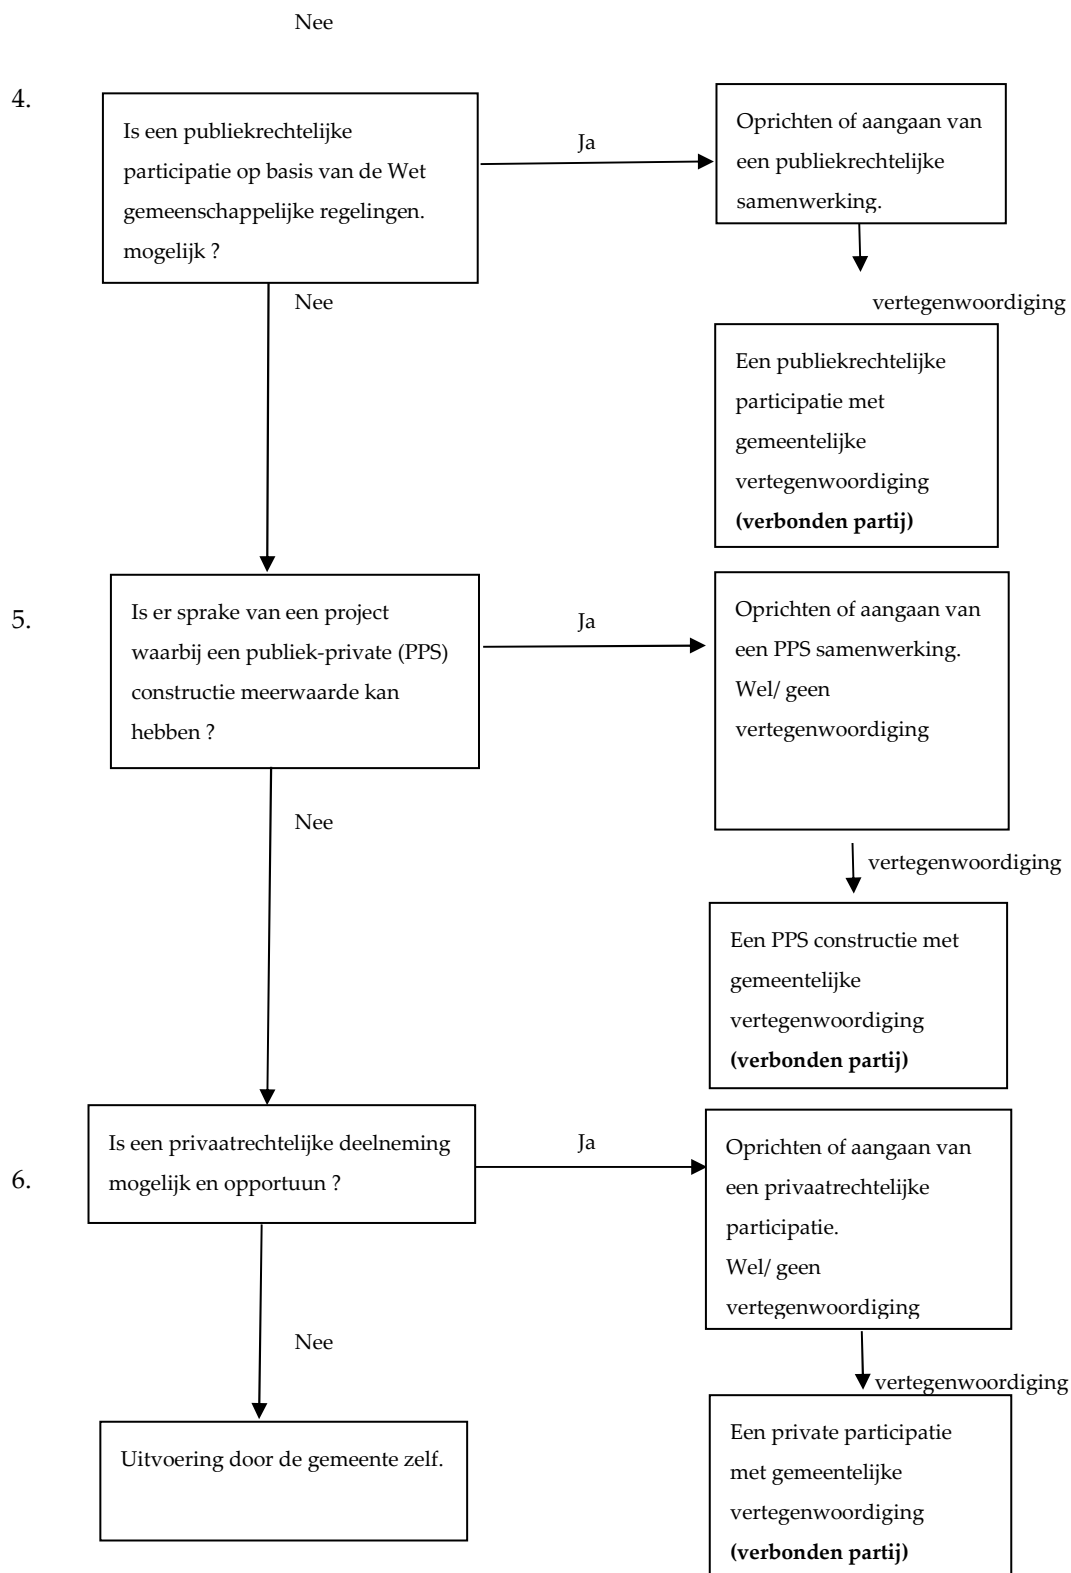 Nee
4.
Is een publiekrechtelijke
participatie op basis van de Wet
gemeenschappelijke regelingen.
mogelijk ?
Ja
Oprichten of aangaan van
een publiekrechtelijke
samenwerking.
Nee
vertegenwoordiging
Een publiekrechtelijke
participatie met
gemeentelijke
vertegenwoordiging
(verbonden partij)
5.
Is er sprake van een project
waarbij een publiek-private (PPS)
constructie meerwaarde kan
hebben ?
Ja
Oprichten of aangaan van
een PPS samenwerking.
Wel/ geen
vertegenwoordiging
Nee
vertegenwoordiging
Een PPS constructie met
gemeentelijke
vertegenwoordiging
(verbonden partij)
6.
Is een privaatrechtelijke deelneming
mogelijk en opportuun ?
Ja
Oprichten of aangaan van
een privaatrechtelijke
participatie.
Wel/ geen
vertegenwoordiging
Nee
vertegenwoordiging
Uitvoering door de gemeente zelf.
Een private participatie
met gemeentelijke
vertegenwoordiging
(verbonden partij)